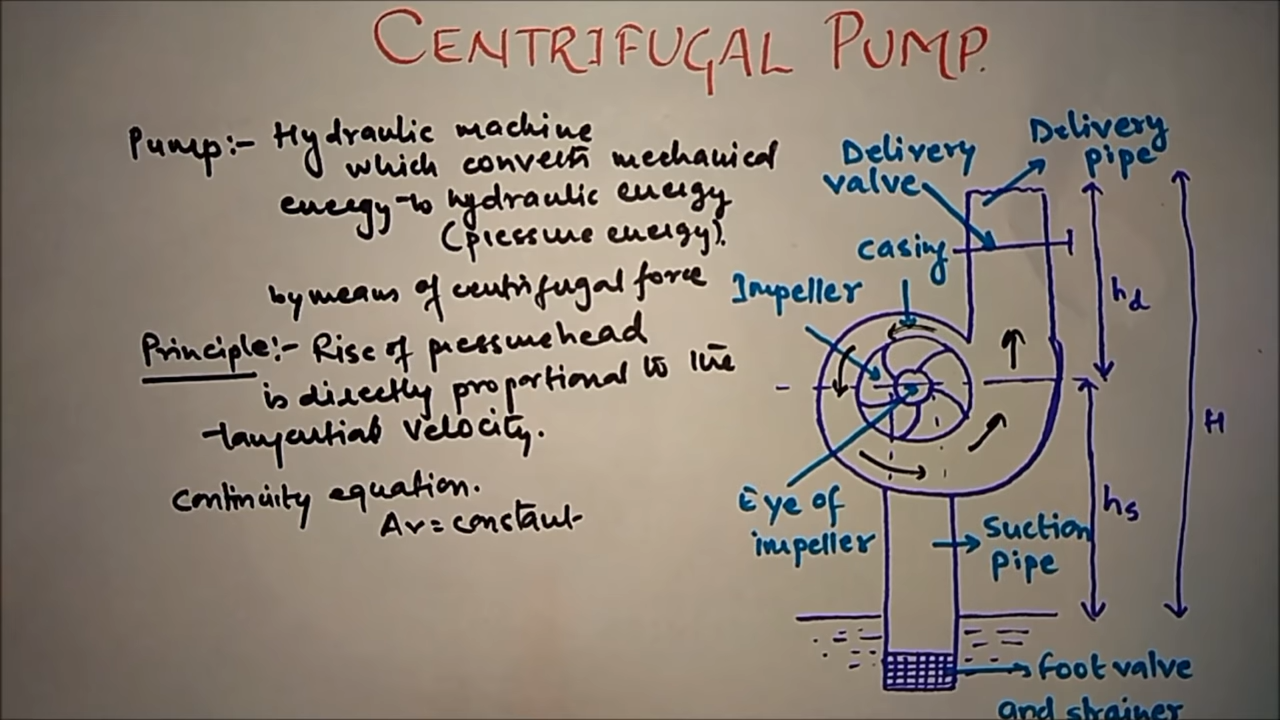 CENTRIFUGAL PUMP.
Pump:- Hydraulic machine
which converts mechanical
energy to hydraulic energy
(pressure energy).
by means of centrifugal force
Principle:- Rise of pressure head
is directly proportional to the
tangential velocity.
Continuity equation.
Av = constant
Delivery
valve
Delivery
pipe
casing
Impeller
hd
H
Eye of
impeller
Suction
pipe
hs
foot valve
and strainer